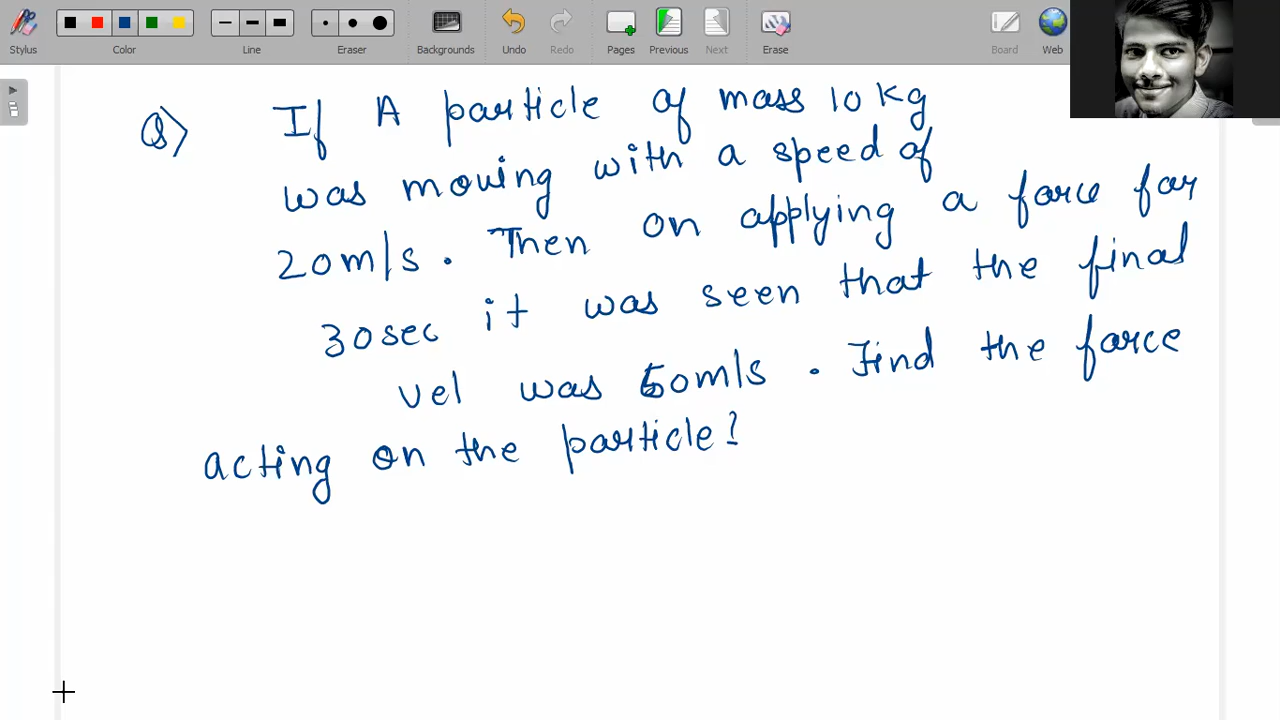 Stylus Color Line Eraser Backgrounds Undo Redo Pages Previous Next Erase Board Web
Q) If A particle of mass 10 kg
was moving with a speed of
20m/s. Then on applying a force for
30sec it was seen that the final
vel was 50m/s. Find the force
acting on the particle?